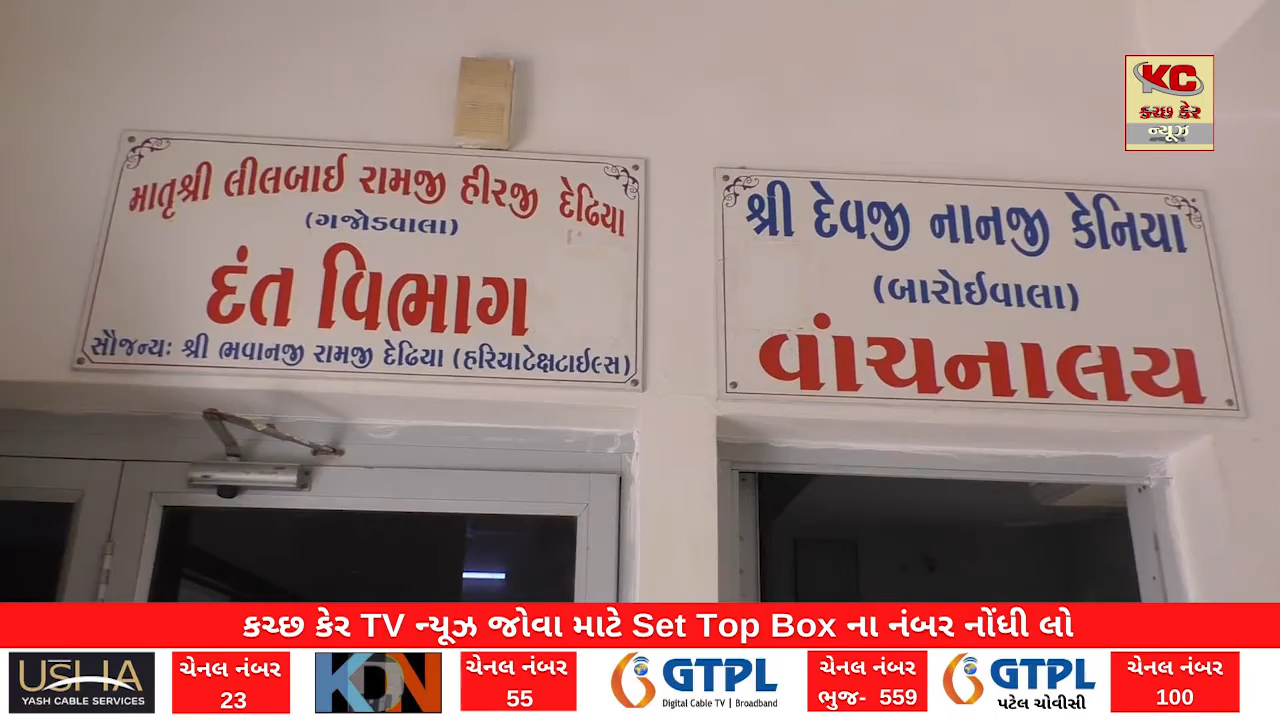 KC
કચ્છ કેર
ન્યૂઝ
માતૃશ્રી લીલબાઈ રામજી હીરજી દેઢિયા
(ગજોડવાલા)
દંત વિભાગ
સૌજન્યઃ શ્રી ભવાનજી રામજી દેઢિયા (હરિયાટેક્ષટાઈલ્સ)
શ્રી દેવજી નાનજી કેનિયા
(બારોઈવાલા)
વાંચનાલય
કચ્છ કેર TV ન્યૂઝ જોવા માટે Set Top Box ના નંબર નોંધી લો
USHA
YASH CABLE SERVICES
ચેનલ નંબર
23
KDN
ચેનલ નંબર
55
GTPL
Digital Cable TV | Broadband
ચેનલ નંબર
ભુજ- 559
GTPL
પટેલ ચોવીસી
ચેનલ નંબર
100